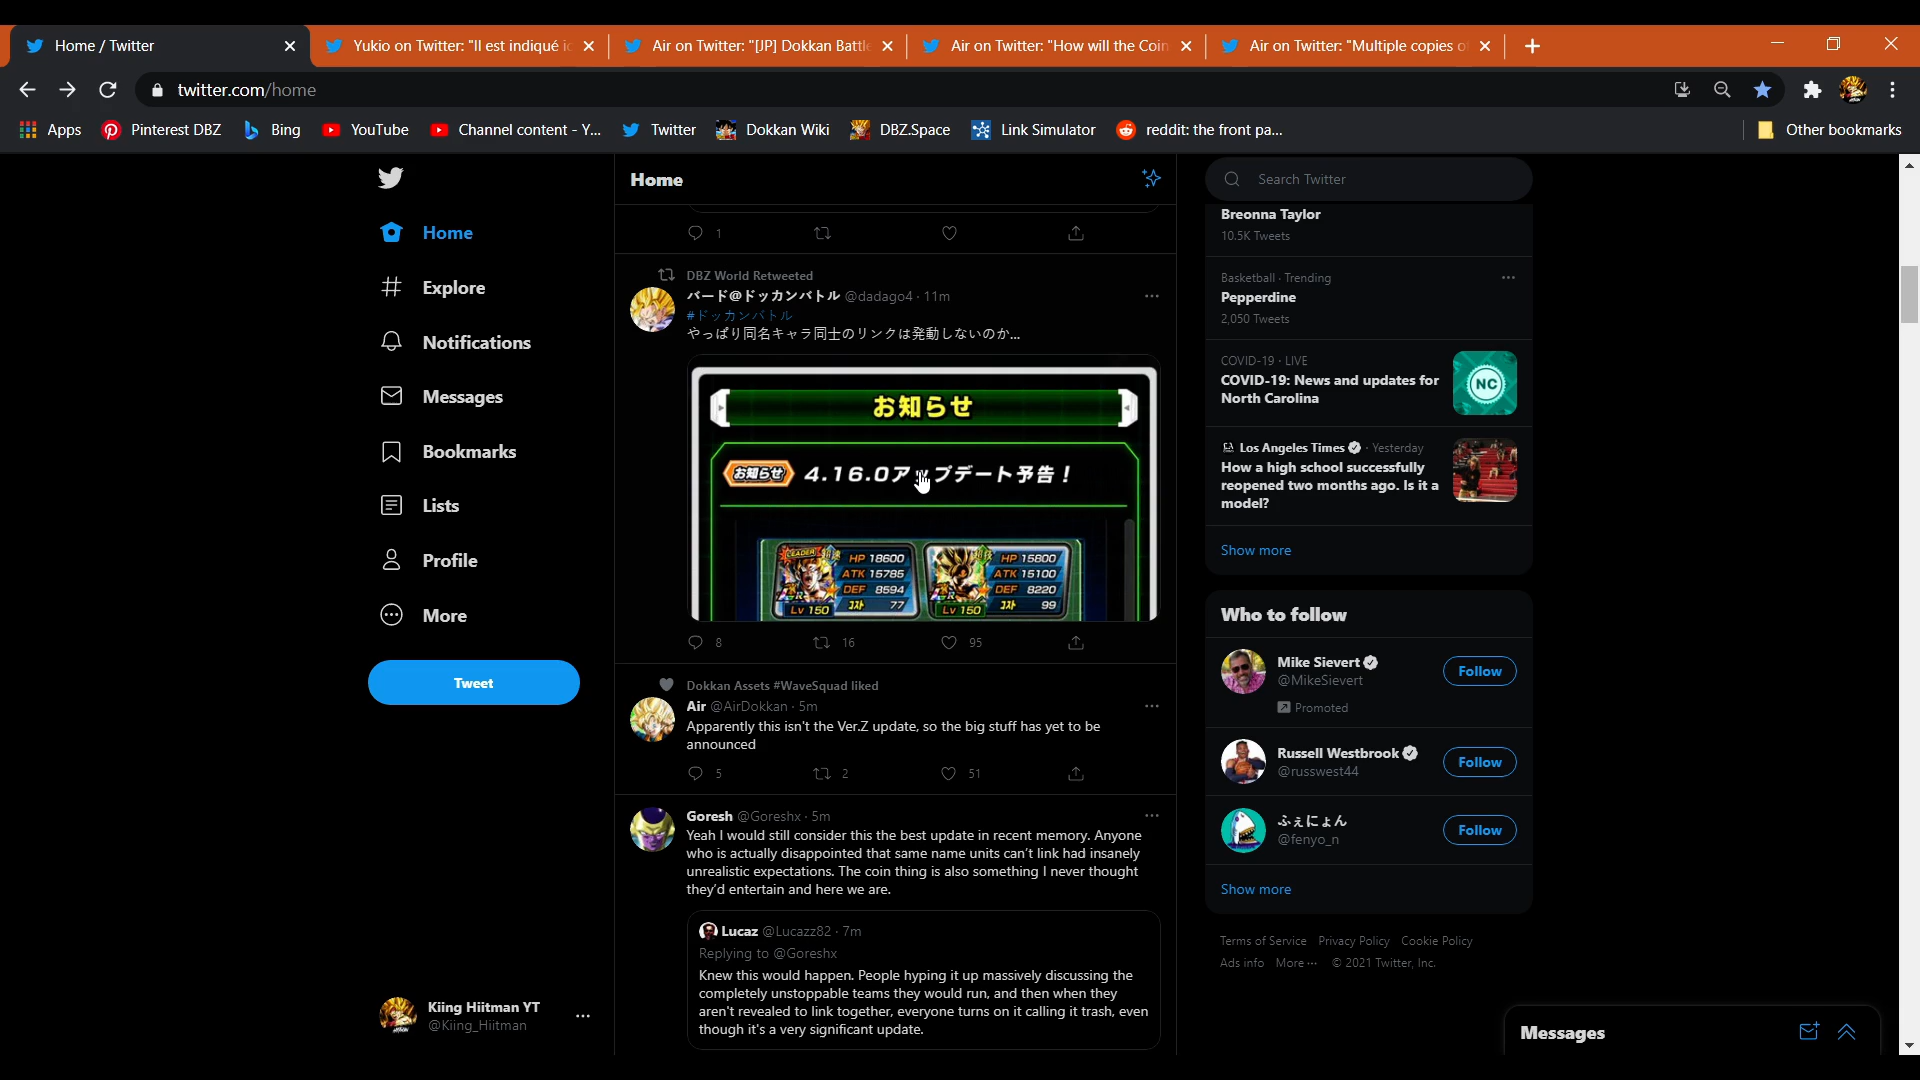 Home / Twitter
Yukio on Twitter: "Il est indiqué
Air on Twitter: "[JP] Dokkan Battle
Air on Twitter: "How will the Coin
Air on Twitter: "Multiple copies o
twitter.com/home
Apps
Pinterest DBZ
Bing
YouTube
Channel content - Y...
Twitter
Dokkan Wiki
DBZ.Space
Link Simulator
reddit: the front pa...
Other bookmarks
Home
Explore
Notifications
Messages
Bookmarks
Lists
Profile
More
Tweet
Kiing Hiitman YT
@Kiing_Hiitman
Home
1
DBZ World Retweeted
バード@ドッカンバトル @dadago4 · 11m
#ドッカンバトル
やっぱり同名キャラ同士のリンクは発動しないのか...
お知らせ
お知らせ 4.16.0アップデート予告！
LEADER 超速 HP 18600
ATK 15785
DEF 8594
Lv 150 コスト 77
超技 HP 15800
ATK 15100
DEF 8220
Lv 150 コスト 99
8 16 95
Dokkan Assets #WaveSquad liked
Air @AirDokkan · 5m
Apparently this isn't the Ver.Z update, so the big stuff has yet to be
announced
5 2 51
Goresh @Goreshx · 5m
Yeah I would still consider this the best update in recent memory. Anyone
who is actually disappointed that same name units can't link had insanely
unrealistic expectations. The coin thing is also something I never thought
they'd entertain and here we are.
Lucaz @Lucazz82 · 7m
Replying to @Goreshx
Knew this would happen. People hyping it up massively discussing the
completely unstoppable teams they would run, and then when they
aren't revealed to link together, everyone turns on it calling it trash, even
though it's a very significant update.
Search Twitter
Breonna Taylor
10.5K Tweets
Basketball · Trending
Pepperdine
2,050 Tweets
COVID-19 · LIVE
COVID-19: News and updates for
North Carolina
NC
Los Angeles Times · Yesterday
How a high school successfully
reopened two months ago. Is it a
model?
Show more
Who to follow
Mike Sievert
@MikeSievert
Promoted
Follow
Russell Westbrook
@russwest44
Follow
ふぇにょん
@fenyo_n
Follow
Show more
Terms of Service Privacy Policy Cookie Policy
Ads info More ··· © 2021 Twitter, Inc.
Messages